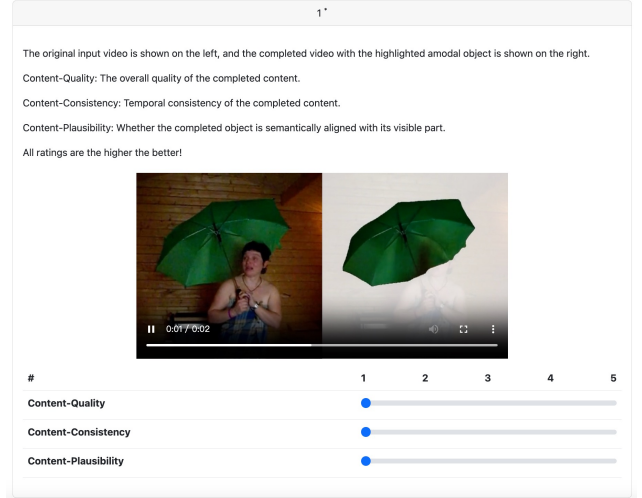 1 *
The original input video is shown on the left, and the completed video with the highlighted amodal object is shown on the right.
Content-Quality: The overall quality of the completed content.
Content-Consistency: Temporal consistency of the completed content.
Content-Plausibility: Whether the completed object is semantically aligned with its visible part.
All ratings are the higher the better!
0:01 / 0:02
# 1 2 3 4 5
Content-Quality
Content-Consistency
Content-Plausibility